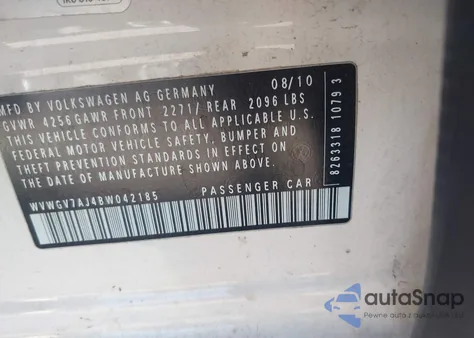 MFD BY VOLKSWAGEN AG GERMANY 08/10
GVWR 4256 GAWR FRONT 2271/ REAR 2096 LBS
THIS VEHICLE CONFORMS TO ALL APPLICABLE U.S.
FEDERAL MOTOR VEHICLE SAFETY, BUMPER AND
THEFT PREVENTION STANDARDS IN EFFECT ON
THE DATE OF MANUFACTURE SHOWN ABOVE.
WVWGV7AJ4BW042185 PASSENGER CAR
8263318 1079 3
autoSnap
Pewne auta z